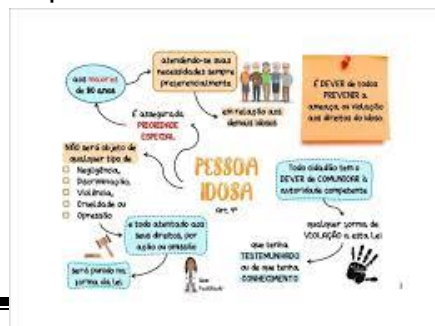 aos maiores
de 80 anos
atendendo-se suas
necessidades sempre
preferencialmente
em relação aos
demais idosos
É assegurada
PRIORIDADE
ESPECIAL
É DEVER de todos
PREVENIR a
ameaça ou violação
aos direitos do idoso
NÃO será objeto de
qualquer tipo de
Negligência,
Discriminação,
Violência,
Crueldade ou
Opressão
PESSOA
IDOSA
Art. 4º
Todo cidadão tem o
DEVER de COMUNICAR à
autoridade competente
e todo atentado aos
seus direitos, por
ação ou omissão
será punido na
forma da lei
qualquer forma de
VIOLAÇÃO a esta Lei
que tenha
TESTEMUNHADO
ou de que tenha
CONHECIMENTO